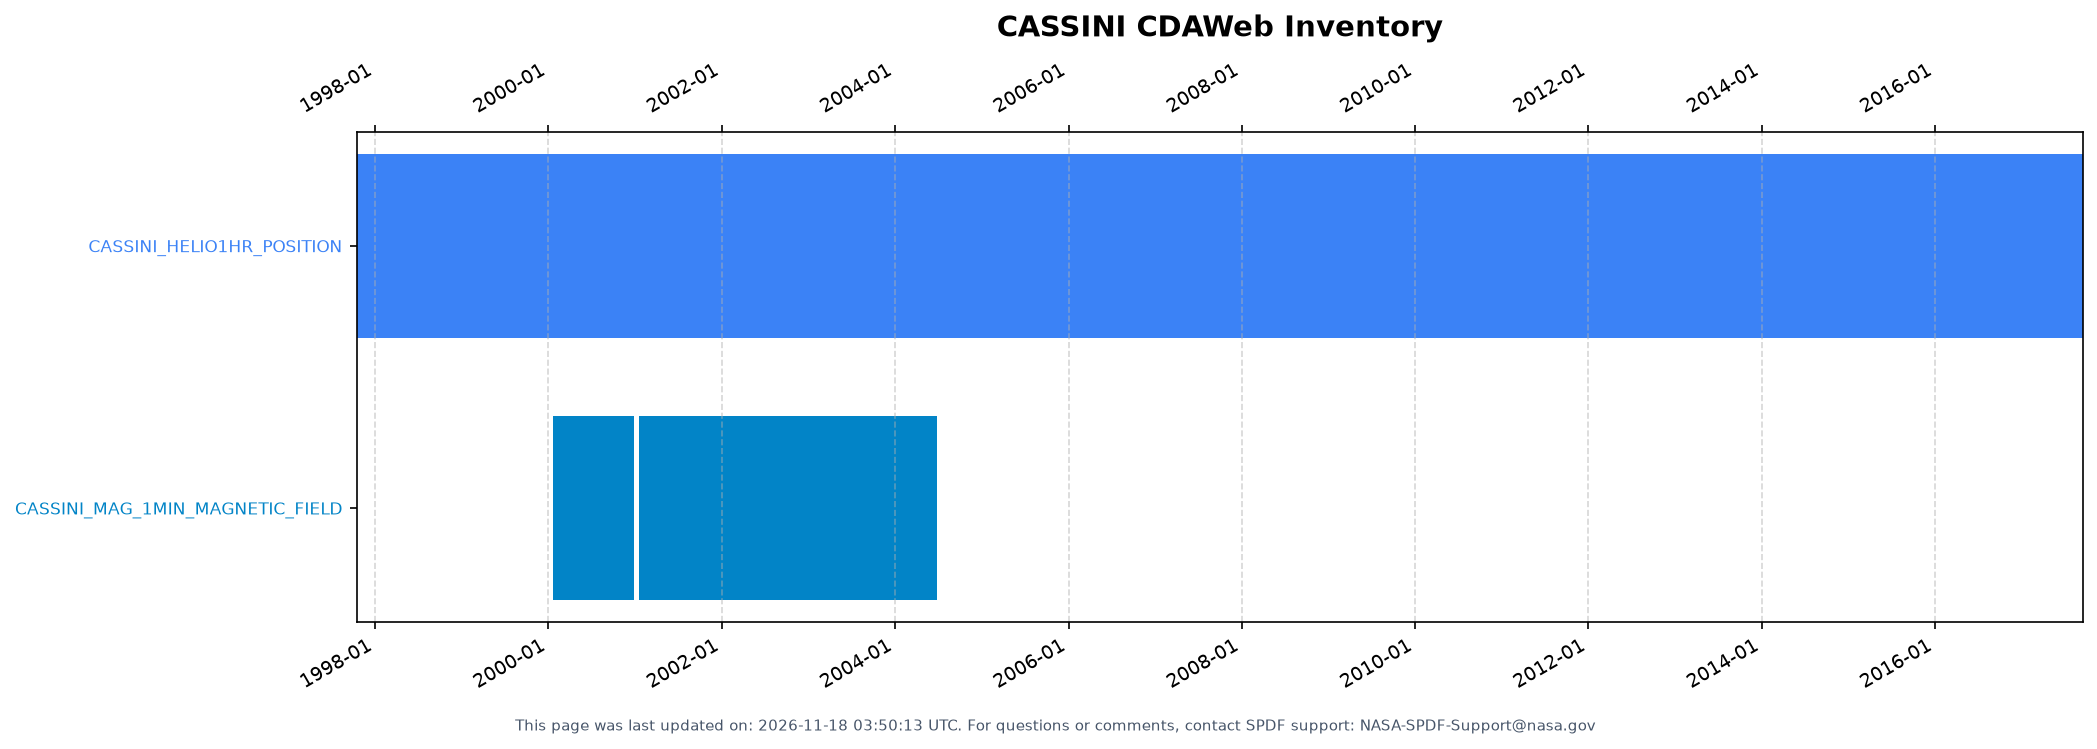 CASSINI CDAWeb Inventory
1998-01 2000-01 2002-01 2004-01 2006-01 2008-01 2010-01 2012-01 2014-01 2016-01
CASSINI_HELIO1HR_POSITION
CASSINI_MAG_1MIN_MAGNETIC_FIELD
1998-01 2000-01 2002-01 2004-01 2006-01 2008-01 2010-01 2012-01 2014-01 2016-01
This page was last updated on: 2026-11-18 03:50:13 UTC. For questions or comments, contact SPDF support: NASA-SPDF-Support@nasa.gov